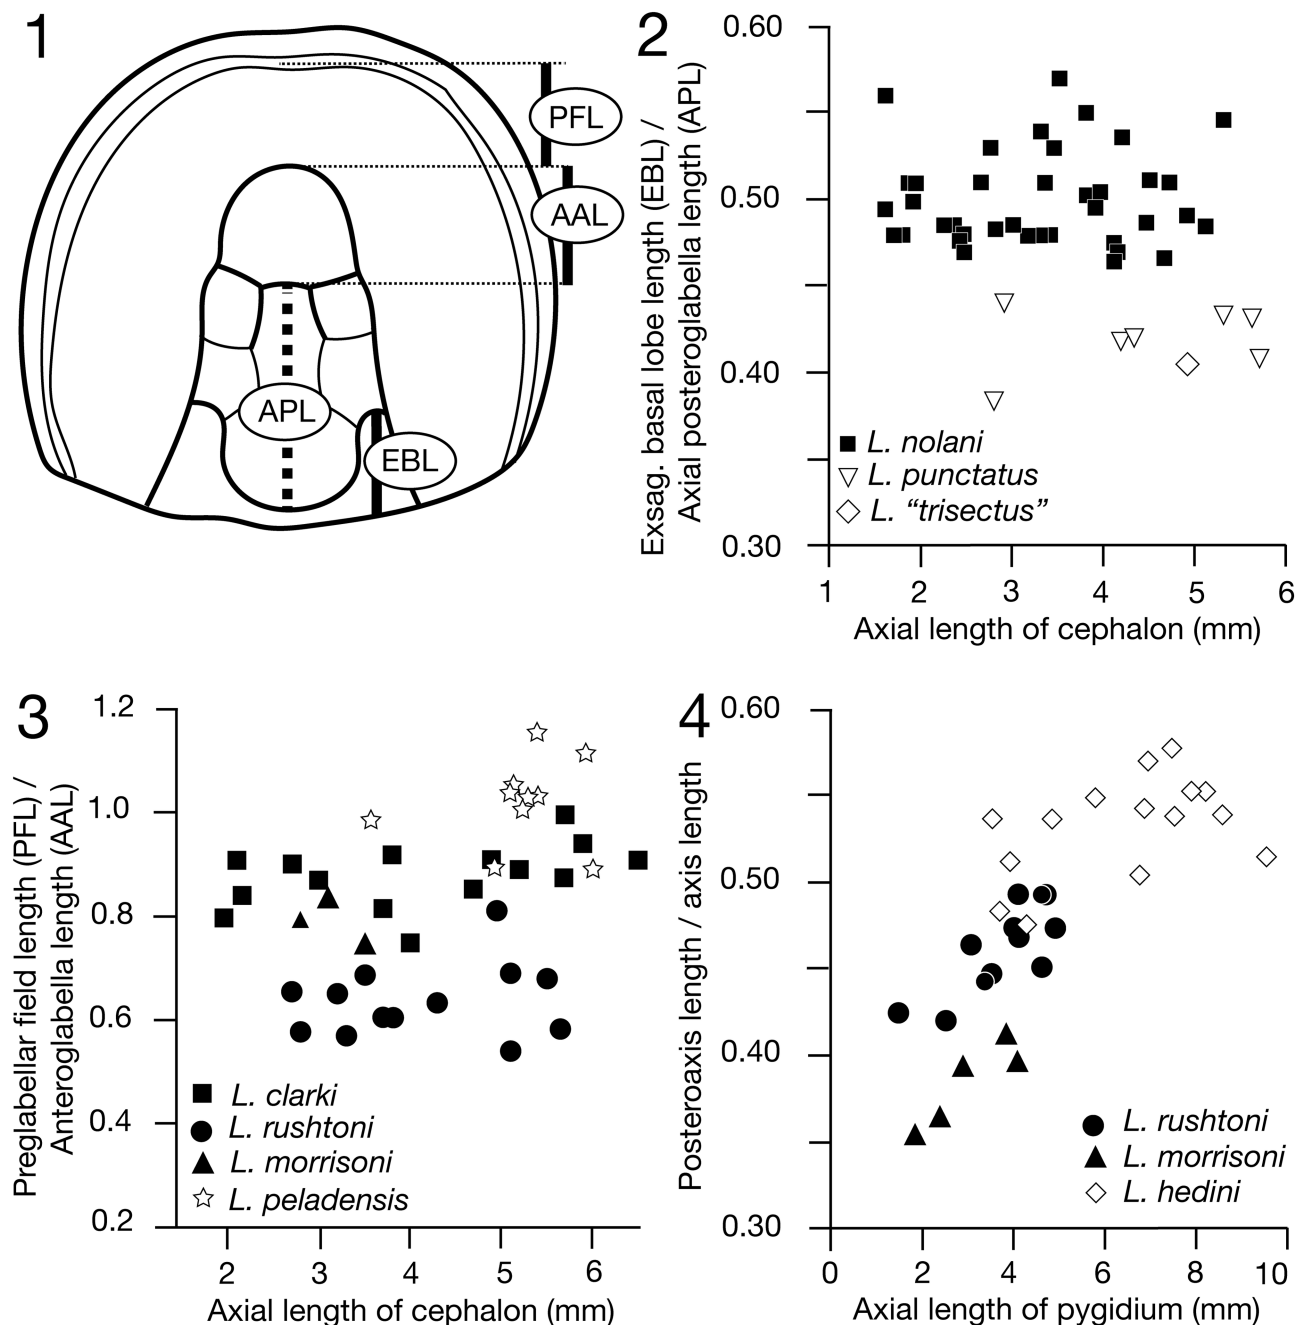 1
PFL
AAL
APL
EBL
2
Exsag. basal lobe length (EBL) /
Axial posteroglabella length (APL)
0.60
0.50
0.40
0.30
L. nolani
L. punctatus
L. “trisectus”
1 2 3 4 5 6
Axial length of cephalon (mm)
3
Preglabellar field length (PFL) /
Anteroglabella length (AAL)
1.2
1.0
0.8
0.6
0.4
0.2
L. clarki
L. rushtoni
L. morrisoni
L. peladensis
2 3 4 5 6
Axial length of cephalon (mm)
4
Posteroaxis length / axis length
0.60
0.50
0.40
0.30
L. rushtoni
L. morrisoni
L. hedini
0 2 4 6 8 10
Axial length of pygidium (mm)